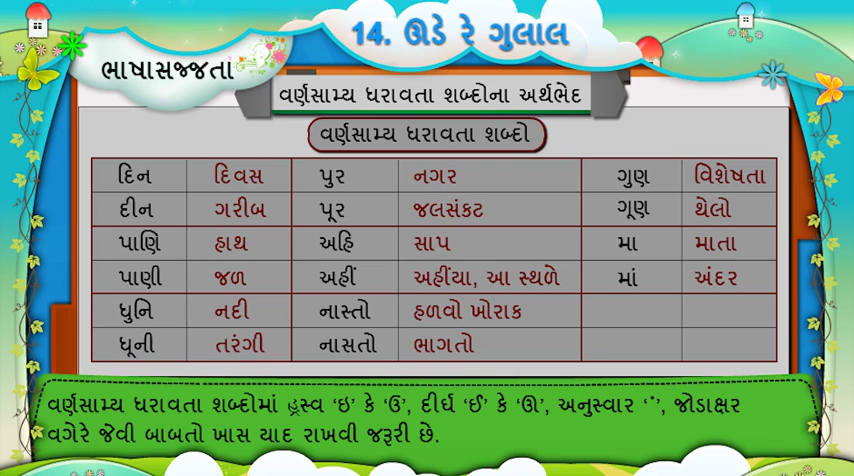 14. ઊડે રે ગુલાલ
ભાષાસજ્જતા
વર્ણસામ્ય ધરાવતા શબ્દોના અર્થભેદ
વર્ણસામ્ય ધરાવતા શબ્દો
દિન દિવસ પુર નગર ગુણ વિશેષતા
દીન ગરીબ પૂર જલસંકટ ગૂણ થેલો
પાણિ હાથ અહિ સાપ મા માતા
પાણી જળ અહીં અહીંયા, આ સ્થળે માં અંદર
ધુનિ નદી નાસ્તો હળવો ખોરાક
ધૂની તરંગી નાસતો ભાગતો
વર્ણસામ્ય ધરાવતા શબ્દોમાં હ્રસ્વ ‘ઇ’ કે ‘ઉ’, દીર્ઘ ‘ઈ’ કે ‘ઊ’, અનુસ્વાર ‘ં’, જોડાક્ષર
વગેરે જેવી બાબતો ખાસ યાદ રાખવી જરૂરી છે.